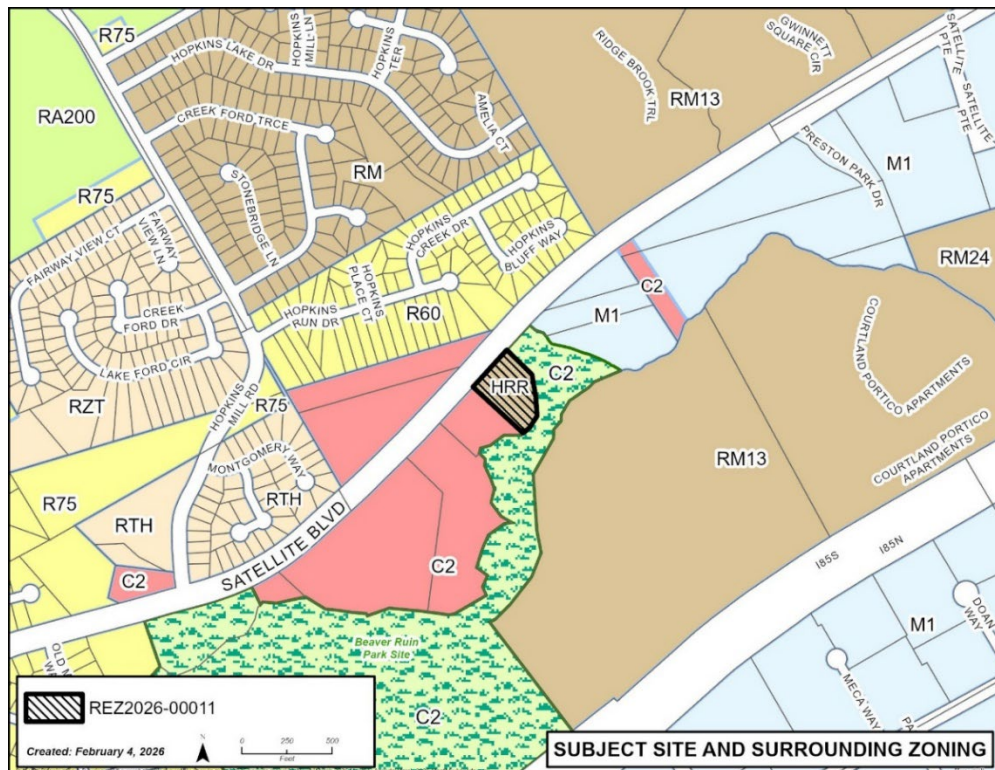 R75
HOPKINS LAKE DR
HOPKINS
MILL LN
HOPKINS
TER
RIDGE BROOK TRL
GWINNETT
SQUARE CIR
SATELLITE
PTE
SATELLITE
PTE
RA200
CREEK FORD TRCE
AMELIA CT
RM13
PRESTON PARK DR
M1
RM
STONEBRIDGE LN
R75
FAIRWAY VIEW CT
FAIRWAY
VIEW LN
HOPKINS
CREEK DR
HOPKINS
BLUFF WAY
RM24
C2
CREEK
FORD DR
HOPKINS
PLACE CT
HOPKINS
RUN DR
R60
M1
COURTLAND PORTICO
APARTMENTS
LAKE FORD CIR
C2
HRR
RZT
HOPKINS
MILL RD
R75
COURTLAND PORTICO
APARTMENTS
MONTGOMERY WAY
RM13
R75
RTH
RTH
SATELLITE BLVD
C2
I85S
I85N
C2
DOAN
WAY
M1
Beaver Ruin
Park Site
MECA WAY
C2
REZ2026-00011
Created: February 4, 2026
N
0
250
500
Feet
SUBJECT SITE AND SURROUNDING ZONING